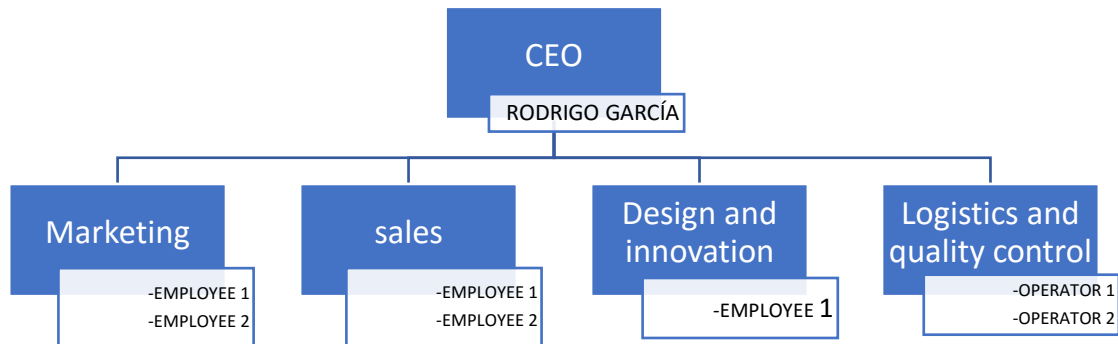 CEO
RODRIGO GARCÍA
Marketing
-EMPLOYEE 1
-EMPLOYEE 2
sales
-EMPLOYEE 1
-EMPLOYEE 2
Design and
innovation
-EMPLOYEE 1
Logistics and
quality control
-OPERATOR 1
-OPERATOR 2